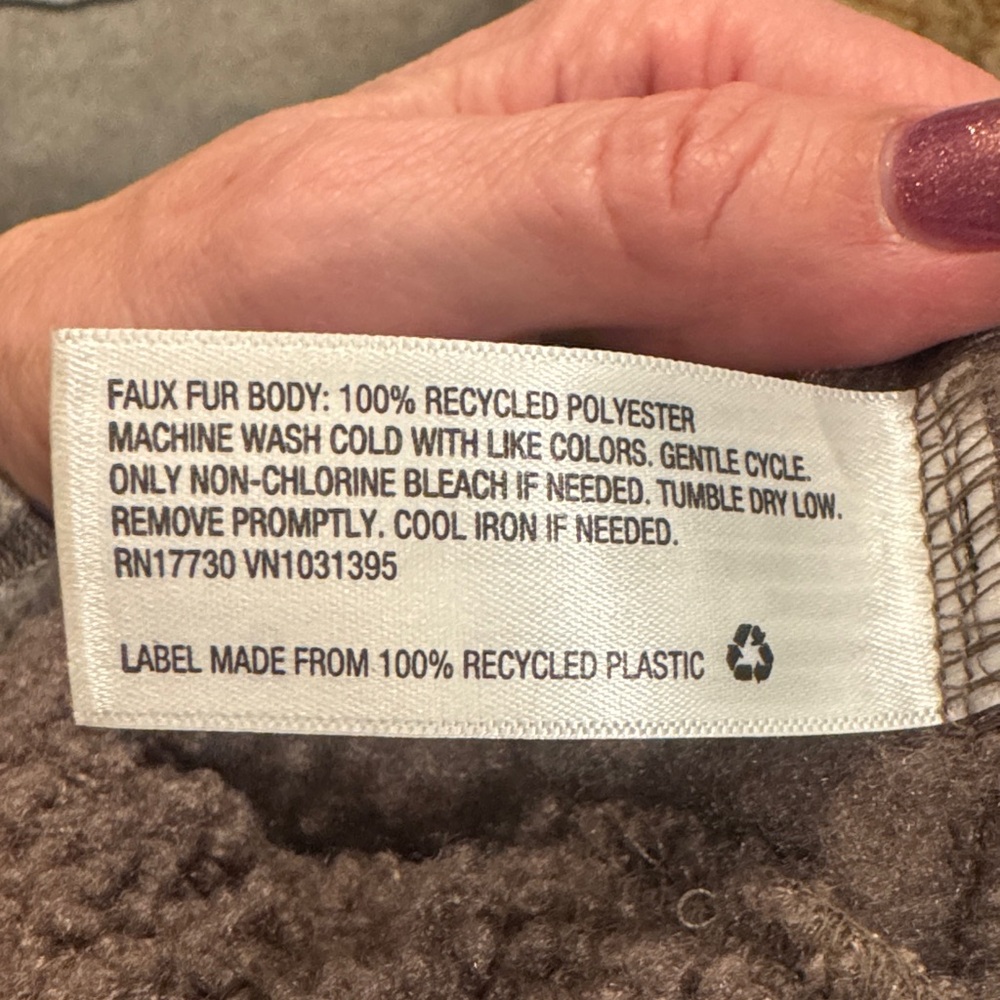 FAUX FUR BODY: 100% RECYCLED POLYESTER
MACHINE WASH COLD WITH LIKE COLORS. GENTLE CYCLE.
ONLY NON-CHLORINE BLEACH IF NEEDED. TUMBLE DRY LOW.
REMOVE PROMPTLY. COOL IRON IF NEEDED.
RN17730 VN1031395
LABEL MADE FROM 100% RECYCLED PLASTIC